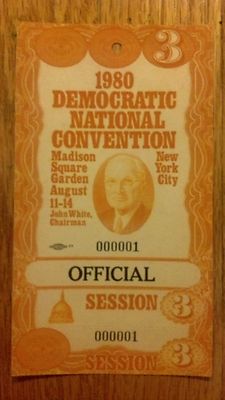 3
1980
DEMOCRATIC
NATIONAL
CONVENTION
Madison
Square
Garden
August
11-14
John White,
Chairman
New
York
City
000001
OFFICIAL
SESSION 3
000001
SESSION 3